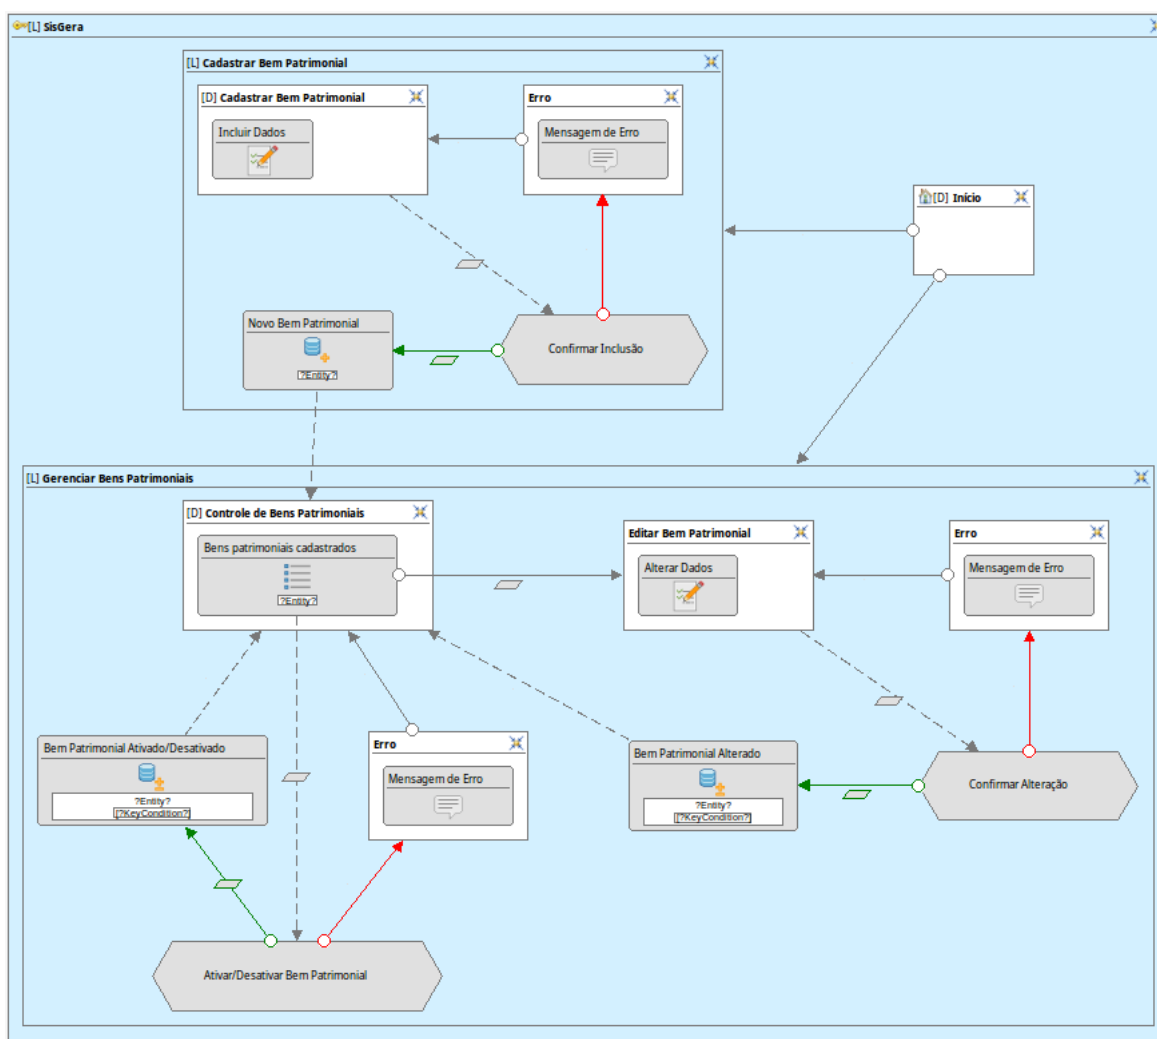 [L] SisGera
[L] Cadastrar Bem Patrimonial
[D] Cadastrar Bem Patrimonial
Incluir Dados
Erro
Mensagem de Erro
[D] Início
Novo Bem Patrimonial
?Entity?
Confirmar Inclusão
[L] Gerenciar Bens Patrimoniais
[D] Controle de Bens Patrimoniais
Bens patrimoniais cadastrados
?Entity?
Editar Bem Patrimonial
Alterar Dados
Erro
Mensagem de Erro
Bem Patrimonial Ativado/Desativado
?Entity?
[?KeyCondition?]
Erro
Mensagem de Erro
Bem Patrimonial Alterado
?Entity?
[?KeyCondition?]
Confirmar Alteração
Ativar/Desativar Bem Patrimonial